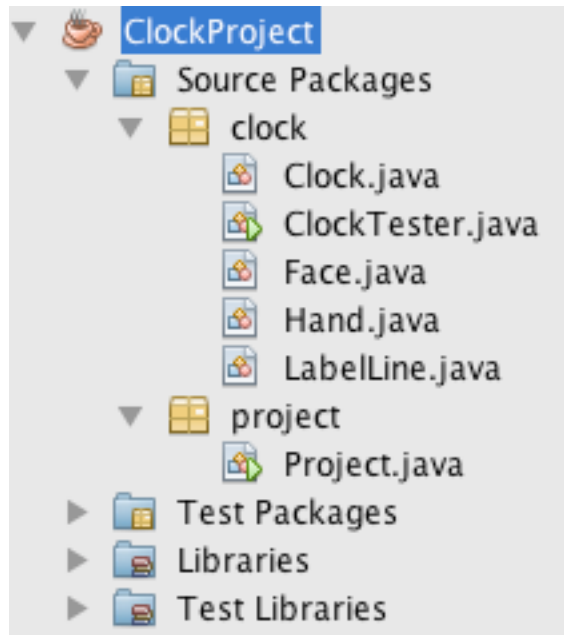 ClockProject
Source Packages
clock
Clock.java
ClockTester.java
Face.java
Hand.java
LabelLine.java
project
Project.java
Test Packages
Libraries
Test Libraries